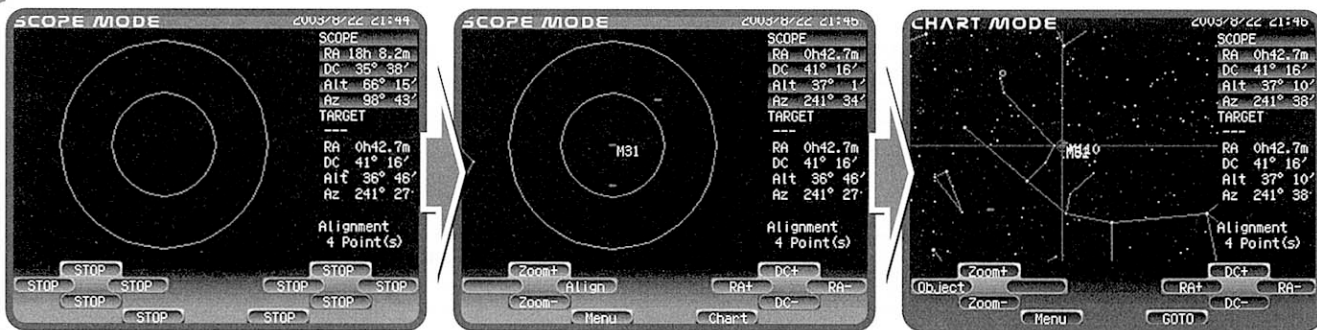 SCOPE MODE 2003/8/22 21:44
SCOPE
RA 18h 8.2m
DC 35° 38′
Alt 66° 15′
Az 98° 43′
TARGET
---
RA 0h42.7m
DC 41° 16′
Alt 36° 46′
Az 241° 27′
Alignment
4 Point(s)
STOP STOP
STOP STOP STOP STOP
STOP STOP
STOP STOP
SCOPE MODE 2003/8/22 21:46
SCOPE
RA 0h42.7m
DC 41° 16′
Alt 37° 1′
Az 241° 34′
TARGET
---
M31
RA 0h42.7m
DC 41° 16′
Alt 36° 46′
Az 241° 27′
Alignment
4 Point(s)
Zoom+ DC+
Align RA+ RA-
Zoom- DC-
Menu Chart
CHART MODE 2003/8/22 21:46
SCOPE
RA 0h42.7m
DC 41° 16′
Alt 37° 10′
Az 241° 38′
TARGET
---
RA 0h42.7m
DC 41° 16′
Alt 37° 10′
Az 241° 38′
Alignment
4 Point(s)
Zoom+ DC+
Object RA+ RA-
Zoom- DC-
Menu GOTO